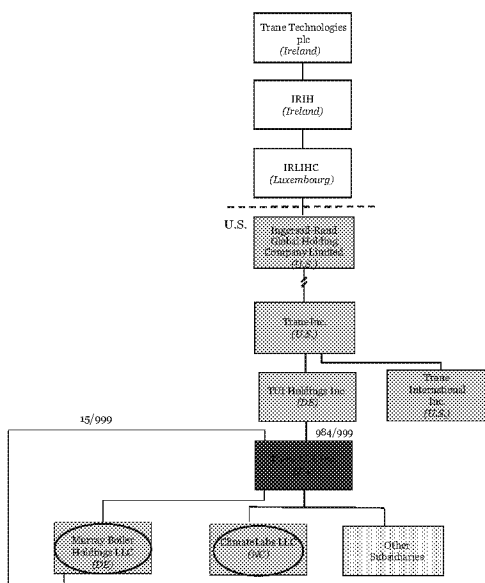 Trane Technologies
plc
(Ireland)
IRIH
(Ireland)
IRLIHC
(Luxembourg)
U.S.
Ingersoll-Rand
Global Holding
Company Limited
(U.S.)
Trane Inc.
(U.S.)
TUI Holdings Inc
(DE)
Trane
International
Inc.
(U.S.)
15/999
984/999
Murray Boiler
Holdings LLC
(DE)
ClimateLabs LLC
(NC)
Other
Subsidiaries